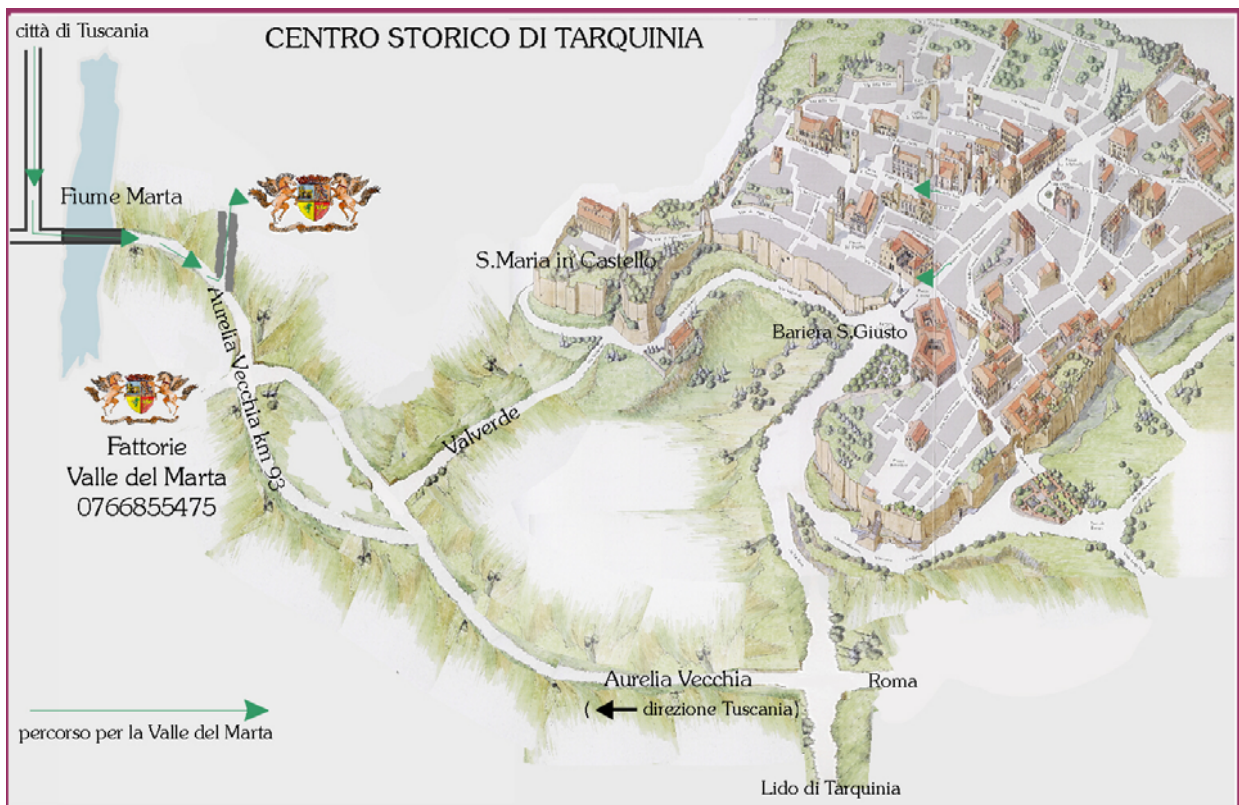 città di Tuscania
CENTRO STORICO DI TARQUINIA
Fiume Marta
S.Maria in Castello
Bariera S.Giusto
Aurelia Vecchia km 93
Fattorie
Valle del Marta
0766855475
Valverde
Aurelia Vecchia
Roma
( direzione Tuscania)
percorso per la Valle del Marta
Lido di Tarquinia